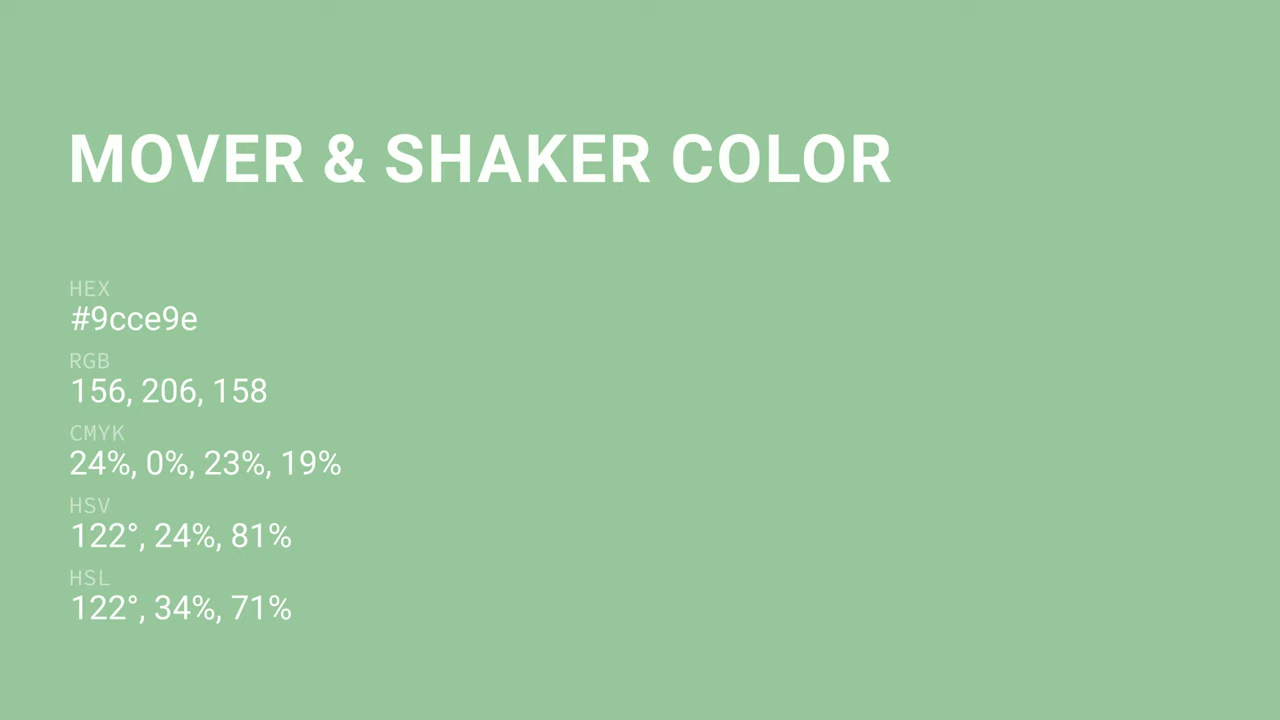 MOVER & SHAKER COLOR
HEX
#9cce9e
RGB
156, 206, 158
CMYK
24%, 0%, 23%, 19%
HSV
122°, 24%, 81%
HSL
122°, 34%, 71%